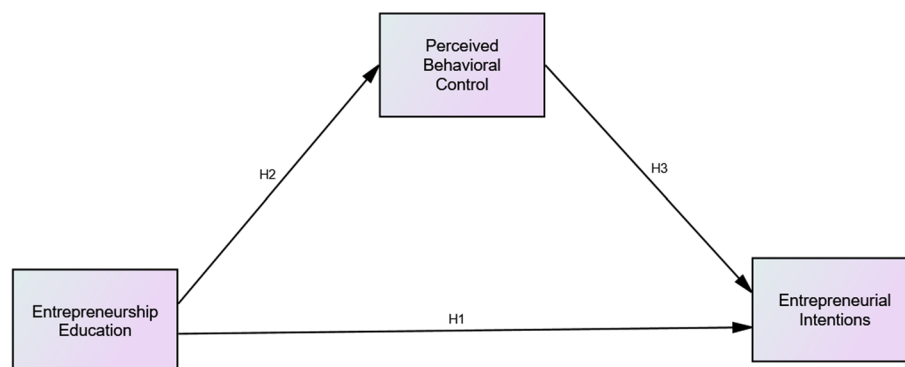 Perceived
Behavioral
Control
H2
H3
Entrepreneurship
Education
H1
Entrepreneurial
Intentions